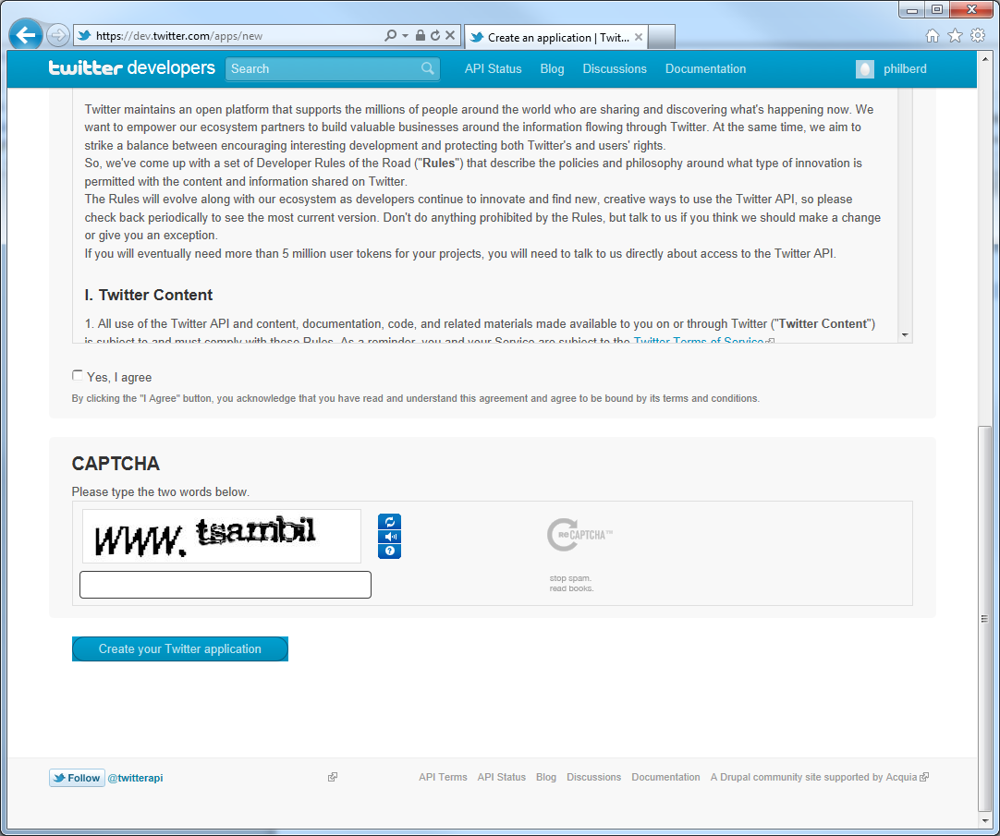 https://dev.twitter.com/apps/new
Create an application | Twit...
twitter developers Search API Status Blog Discussions Documentation philberd
Twitter maintains an open platform that supports the millions of people around the world who are sharing and discovering what's happening now. We
want to empower our ecosystem partners to build valuable businesses around the information flowing through Twitter. At the same time, we aim to
strike a balance between encouraging interesting development and protecting both Twitter's and users' rights.
So, we've come up with a set of Developer Rules of the Road ("Rules") that describe the policies and philosophy around what type of innovation is
permitted with the content and information shared on Twitter.
The Rules will evolve along with our ecosystem as developers continue to innovate and find new, creative ways to use the Twitter API, so please
check back periodically to see the most current version. Don't do anything prohibited by the Rules, but talk to us if you think we should make a change
or give you an exception.
If you will eventually need more than 5 million user tokens for your projects, you will need to talk to us directly about access to the Twitter API.
I. Twitter Content
1. All use of the Twitter API and content, documentation, code, and related materials made available to you on or through Twitter ("Twitter Content")
is subject to and must comply with these Rules. As a reminder, you and your Service are subject to the Twitter Terms of Service
Yes, I agree
By clicking the "I Agree" button, you acknowledge that you have read and understand this agreement and agree to be bound by its terms and conditions.
CAPTCHA
Please type the two words below.
www. tsambil
reCAPTCHA™
stop spam.
read books.
Create your Twitter application
Follow @twitterapi
API Terms API Status Blog Discussions Documentation A Drupal community site supported by Acquia